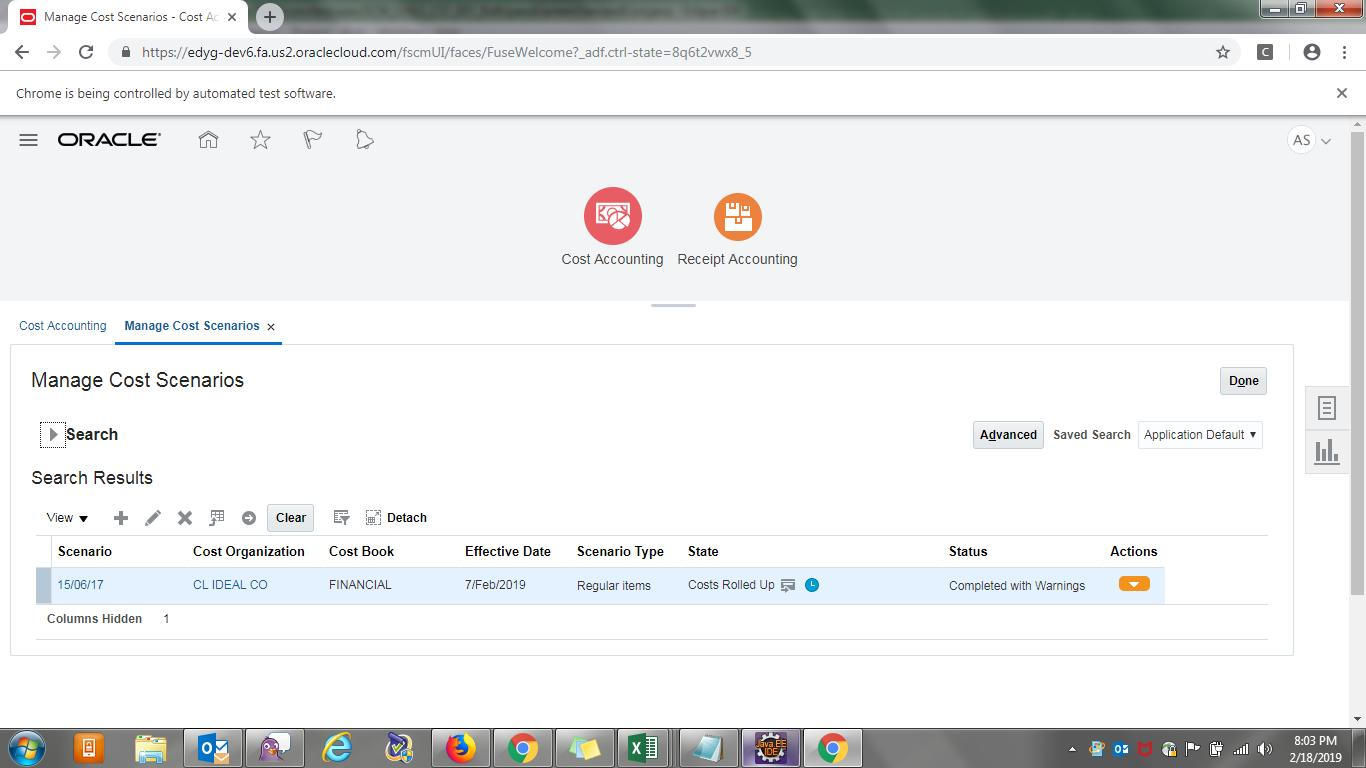 Manage Cost Scenarios - Cost Ac
https://edyg-dev6.fa.us2.oraclecloud.com/fscmUI/faces/FuseWelcome?_adf.ctrl-state=8q6t2vwx8_5
C
Chrome is being controlled by automated test software.
ORACLE
AS
Cost Accounting
Receipt Accounting
Cost Accounting
Manage Cost Scenarios
Manage Cost Scenarios
Done
Search
Advanced
Saved Search
Application Default
Search Results
View
Clear
Detach
Scenario Cost Organization Cost Book Effective Date Scenario Type State Status Actions
15/06/17 CL IDEAL CO FINANCIAL 7/Feb/2019 Regular items Costs Rolled Up Completed with Warnings
Columns Hidden 1
Java EE
IDE
8:03 PM
2/18/2019